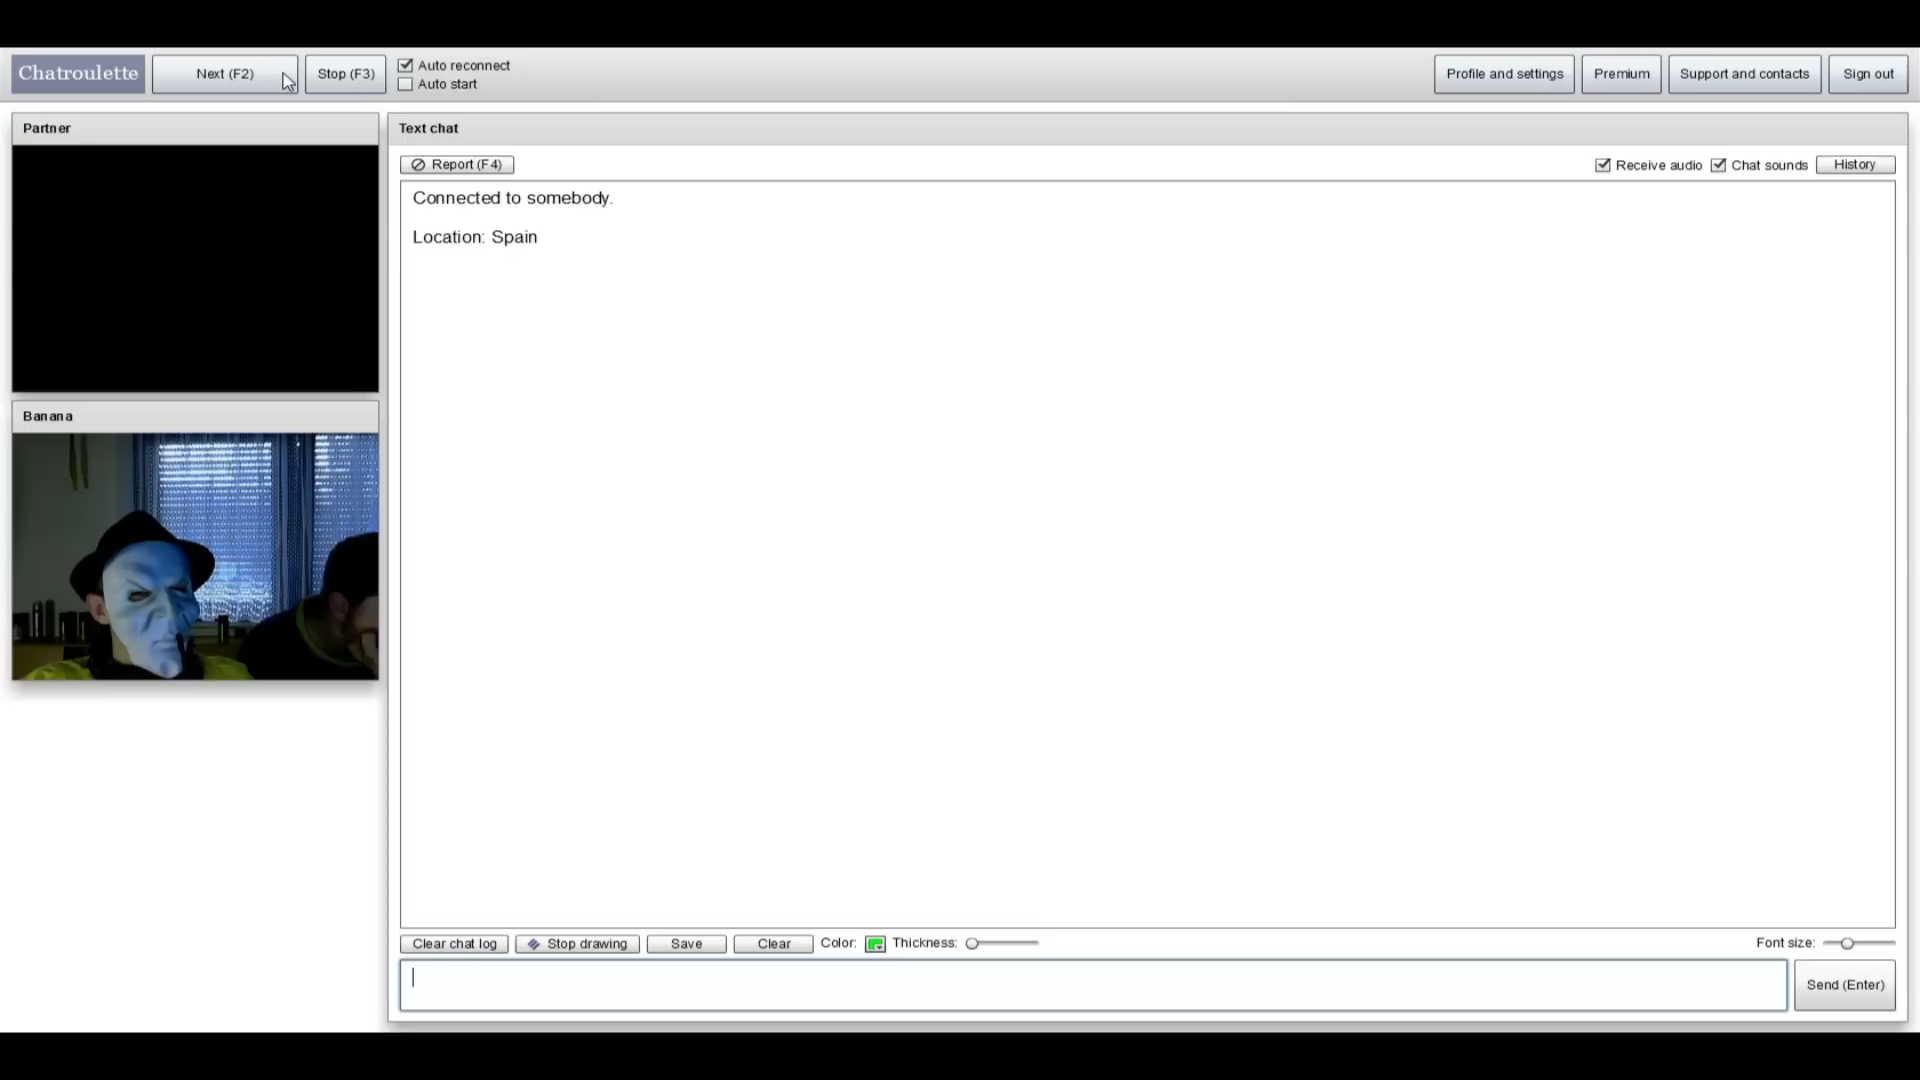 Chatroulette
Next (F2)
Stop (F3)
Auto reconnect
Auto start
Profile and settings
Premium
Support and contacts
Sign out
Partner
Banana
Text chat
Report (F4)
Receive audio
Chat sounds
History
Connected to somebody.
Location: Spain
Clear chat log
Stop drawing
Save
Clear
Color:
Thickness:
Font size:
Send (Enter)